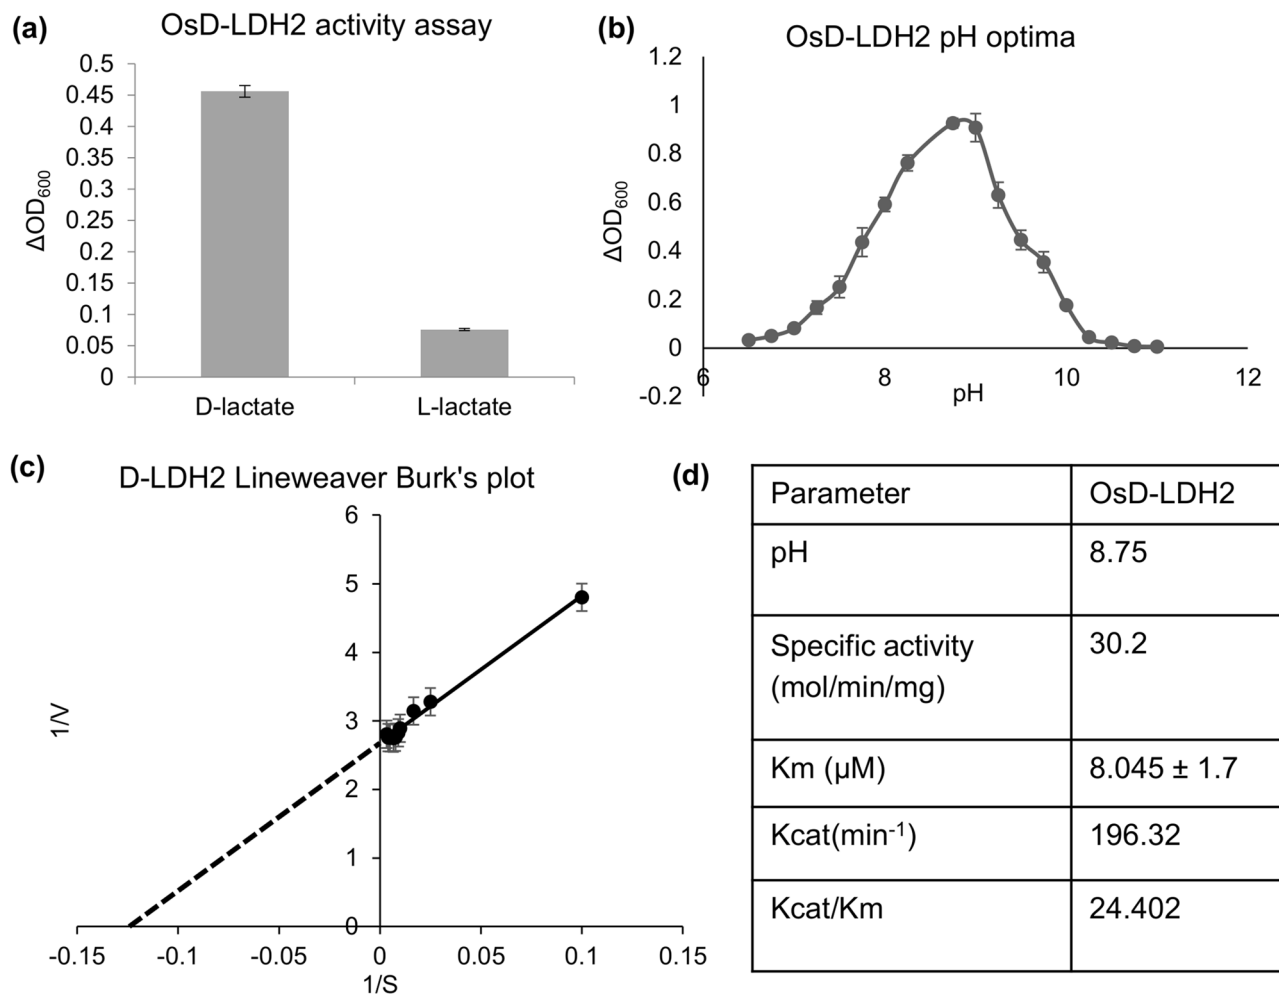 (a)
OsD-LDH2 activity assay
0.5
0.45
0.4
0.35
0.3
0.25
0.2
0.15
0.1
0.05
0
ΔOD600
D-lactate
L-lactate
(b)
OsD-LDH2 pH optima
1.2
1
0.8
0.6
0.4
0.2
0
-0.2
ΔOD600
6
8
10
12
pH
(c)
D-LDH2 Lineweaver Burk's plot
6
5
4
3
2
1
0
1/V
-0.15
-0.1
-0.05
0
0.05
0.1
0.15
1/S
(d)
Parameter OsD-LDH2
pH 8.75
Specific activity 30.2
(mol/min/mg)
Km (µM) 8.045 ± 1.7
Kcat(min-1) 196.32
Kcat/Km 24.402